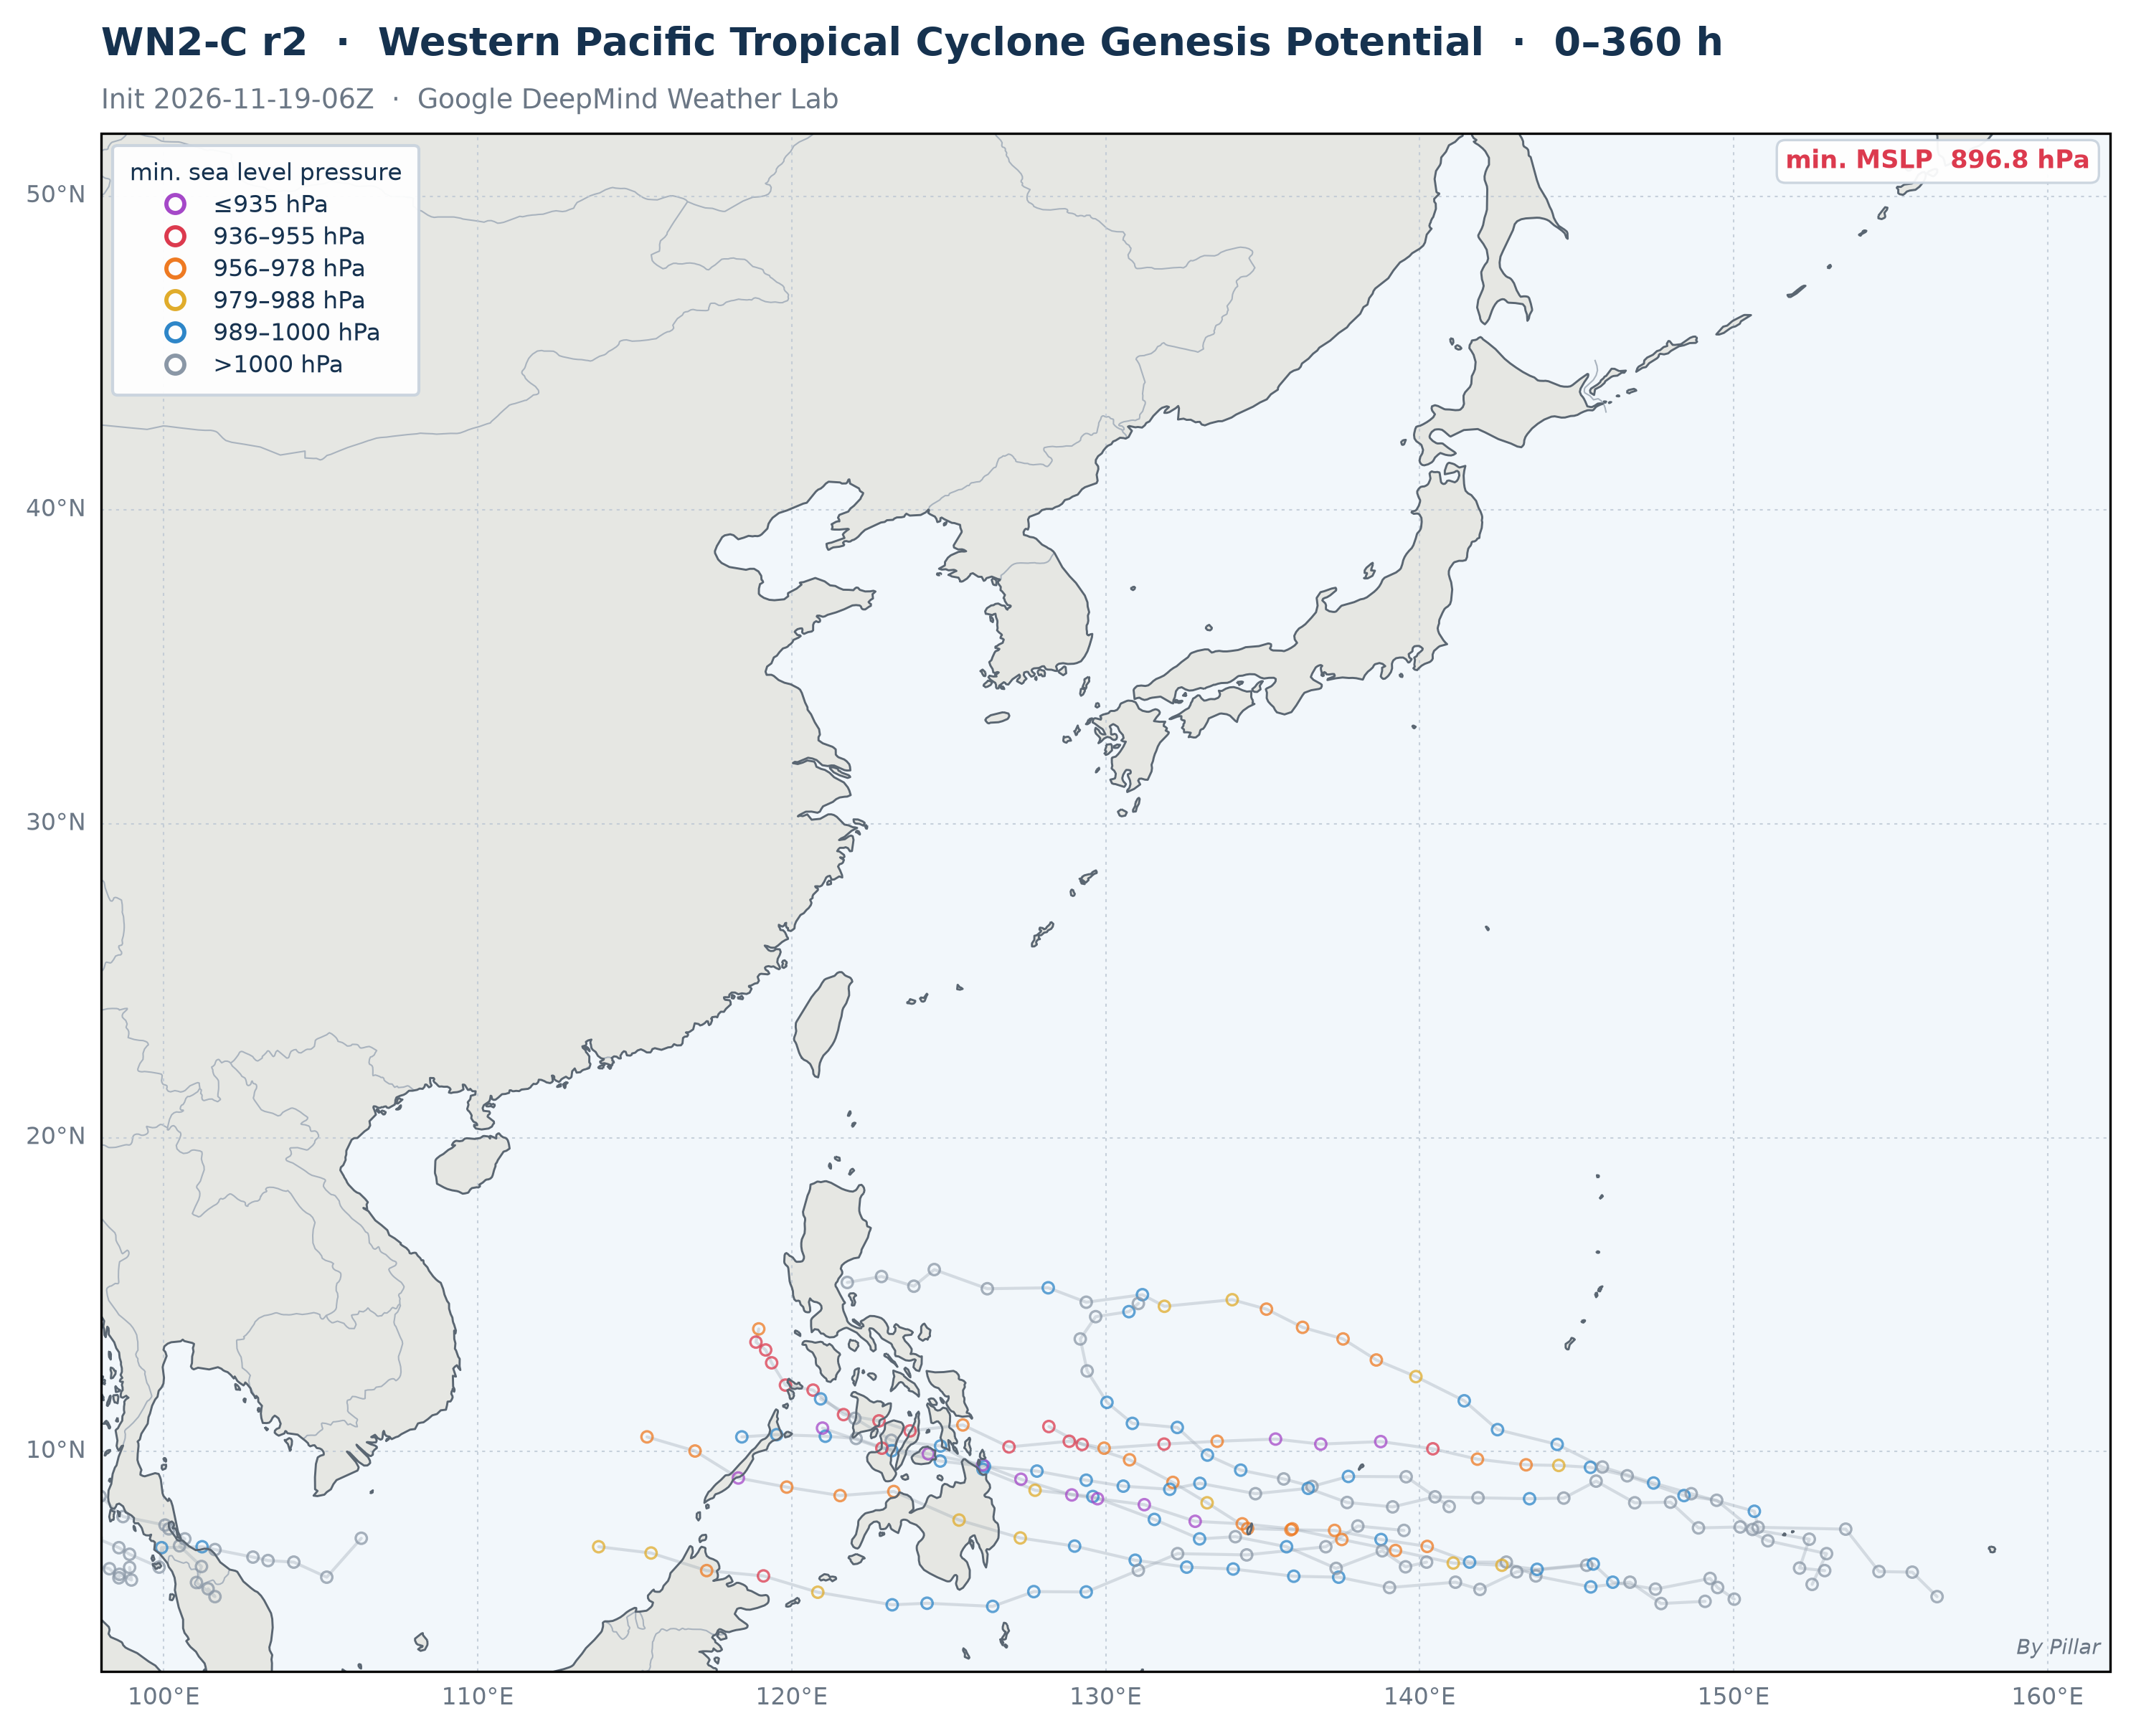 WN2-C r2 · Western Pacific Tropical Cyclone Genesis Potential · 0–360 h
Init 2026-11-19-06Z · Google DeepMind Weather Lab
min. sea level pressure
≤935 hPa
936–955 hPa
956–978 hPa
979–988 hPa
989–1000 hPa
>1000 hPa
min. MSLP 896.8 hPa
50°N
40°N
30°N
20°N
10°N
By Pillar
100°E 110°E 120°E 130°E 140°E 150°E 160°E